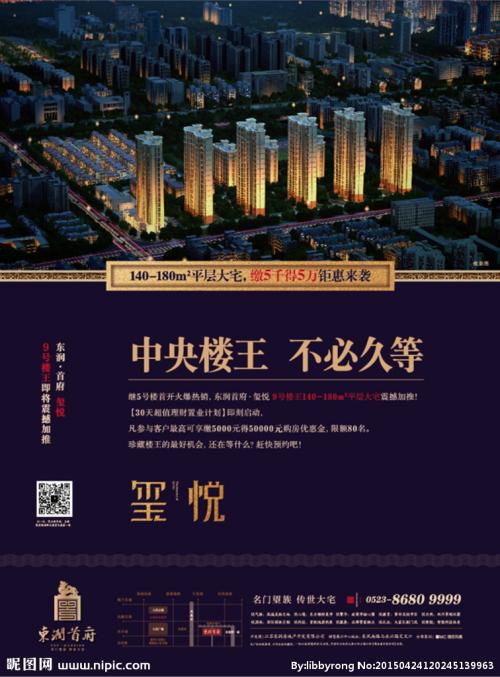 140-180m²平层大宅,缴5千得5万钜惠来袭
中央楼王 不必久等
东润·首府 玺悦
9号楼王即将震撼加推
继5号楼首开火爆热销, 东润首府·玺悦 9号楼王140-180m²平层大宅震撼加推!
【30天超值理财置业计划】即刻启动,
凡参与客户最高可享缴5000元得50000元购房优惠金, 限额80名。
珍藏楼王的最好机会, 还在等什么? 赶快预约吧!
玺悦
東潤首府
名门望族 传世大宅
0523-8680 9999
昵图网 www.nipic.com
By:libbyrong No:20150424120245139963